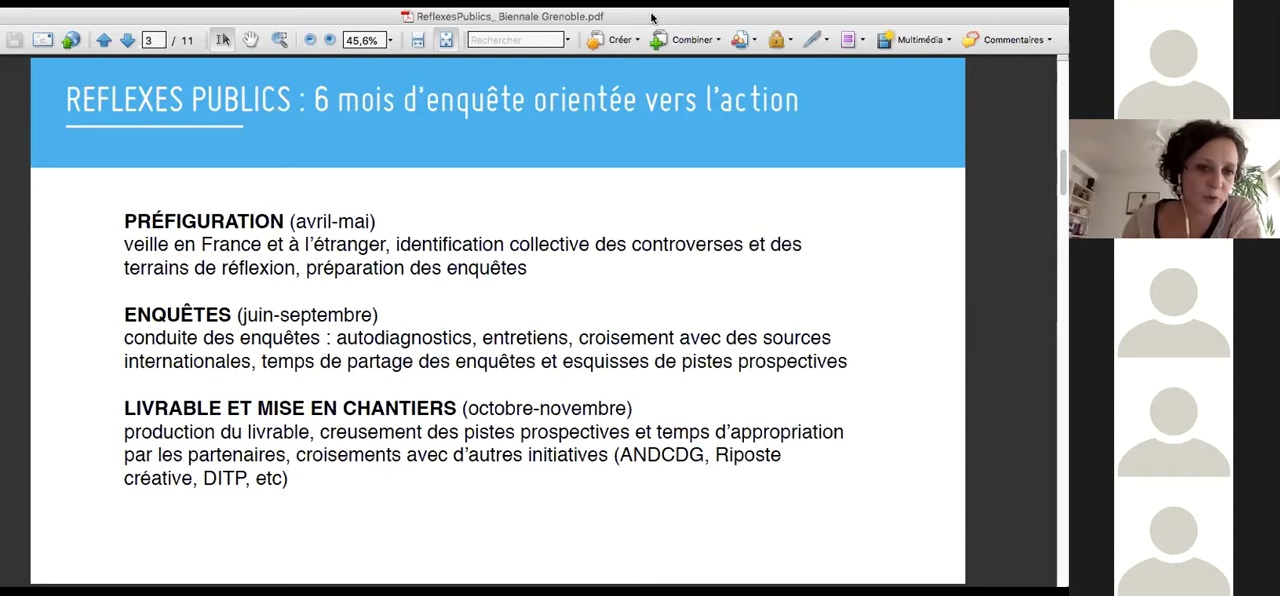 ReflexesPublics_ Biennale Grenoble.pdf
3 / 11 45,6% Rechercher Créer Combiner Multimédia Commentaires
REFLEXES PUBLICS : 6 mois d'enquête orientée vers l'action
PRÉFIGURATION (avril-mai)
veille en France et à l'étranger, identification collective des controverses et des
terrains de réflexion, préparation des enquêtes
ENQUÊTES (juin-septembre)
conduite des enquêtes : autodiagnostics, entretiens, croisement avec des sources
internationales, temps de partage des enquêtes et esquisses de pistes prospectives
LIVRABLE ET MISE EN CHANTIERS (octobre-novembre)
production du livrable, creusement des pistes prospectives et temps d'appropriation
par les partenaires, croisements avec d'autres initiatives (ANDCDG, Riposte
créative, DITP, etc)